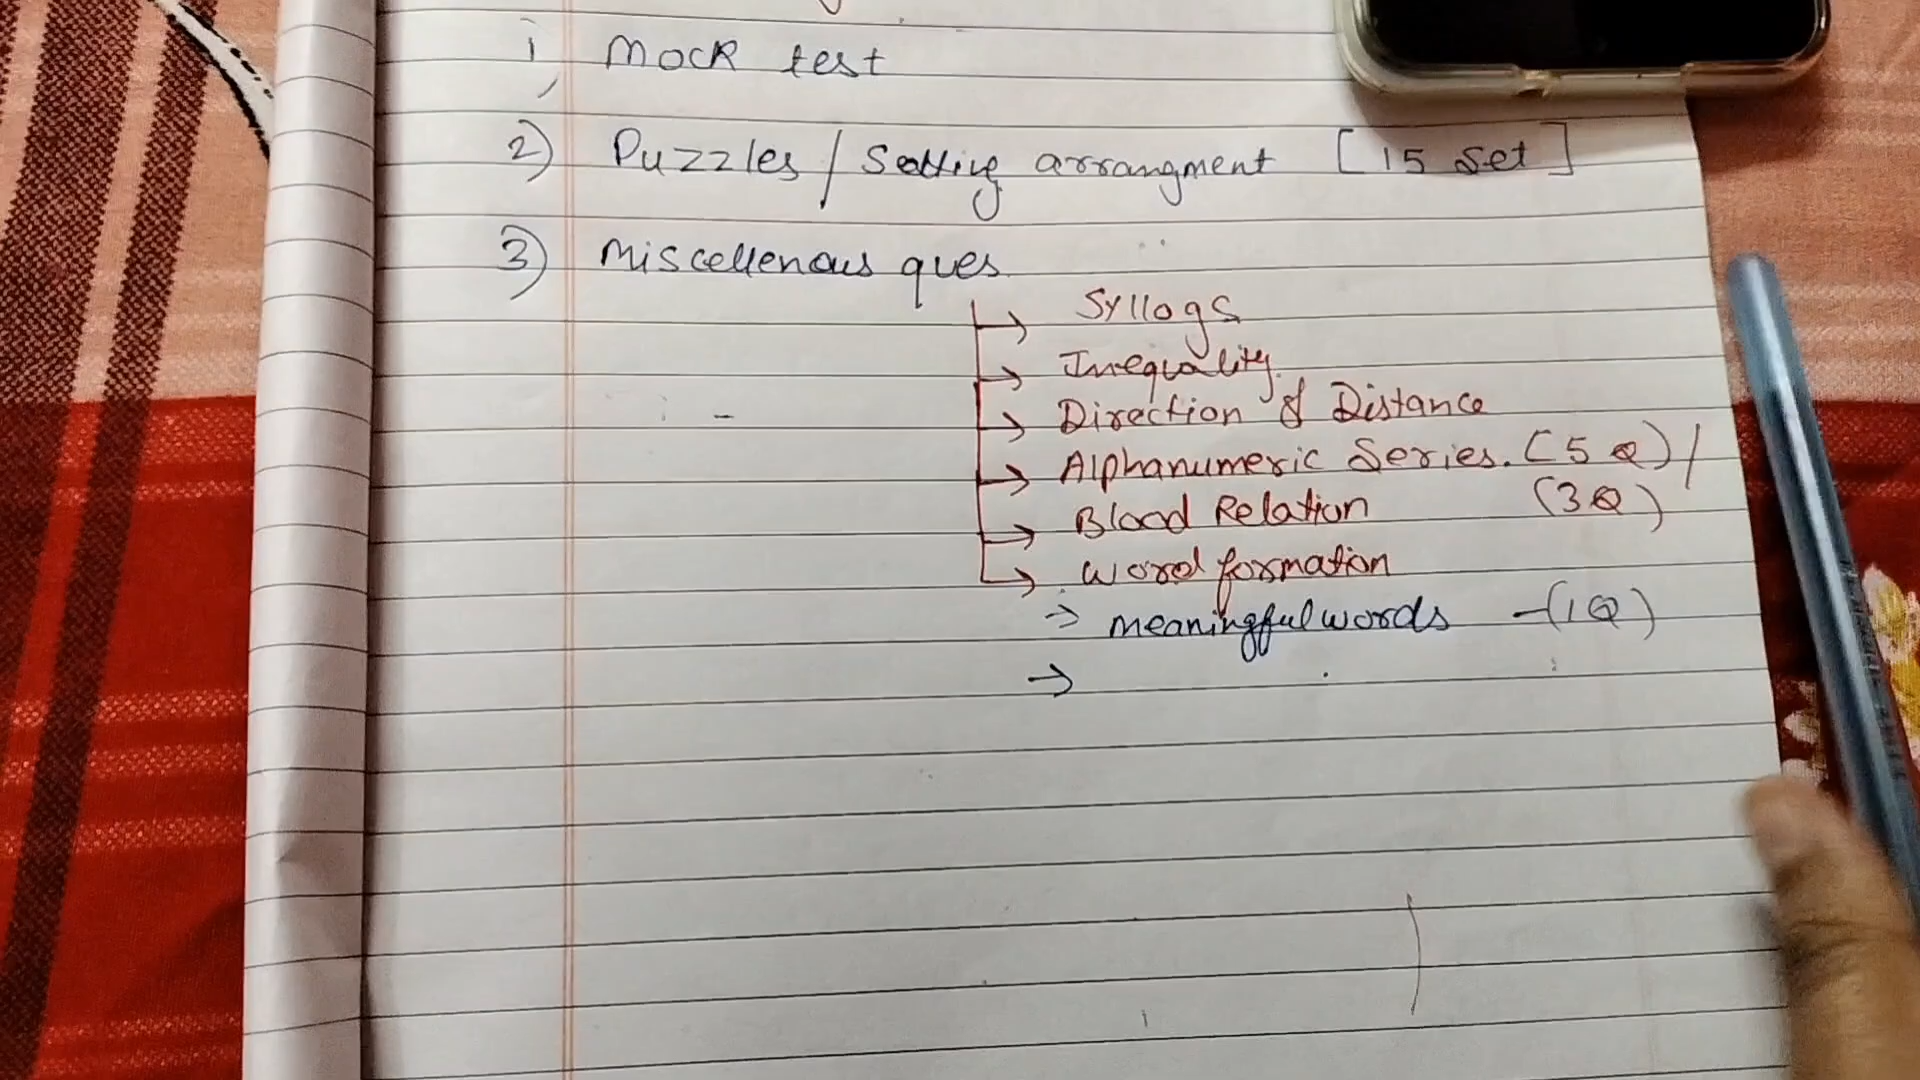 1) Mock test
2) Puzzles / Setting arrangment [15 Set]
3) Miscellenous ques.
→ Syllogs
→ Inequality.
→ Direction & Distance
→ Alphanumeric Series. (5 Q) /
→ Blood Relation (3Q)
→ Word formation
→ meaningful words - (1Q)
→